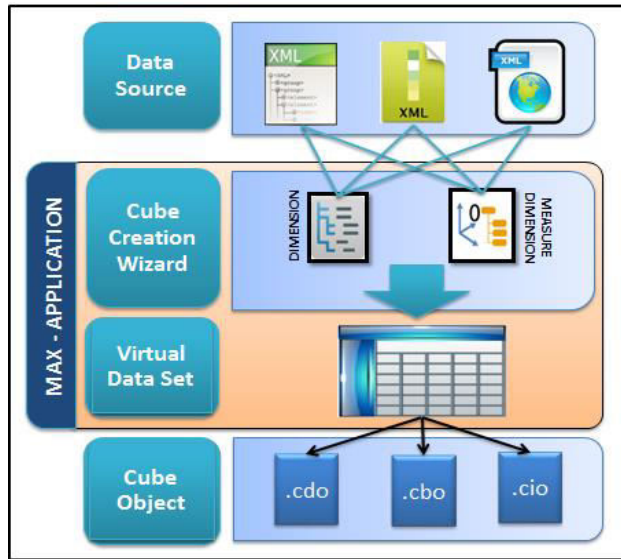 Data
Source
XML
XML
XML
MAX - APPLICATION
Cube
Creation
Wizard
DIMENSION
MEASURE
DIMENSION
Virtual
Data Set
Cube
Object
.cdo
.cbo
.cio